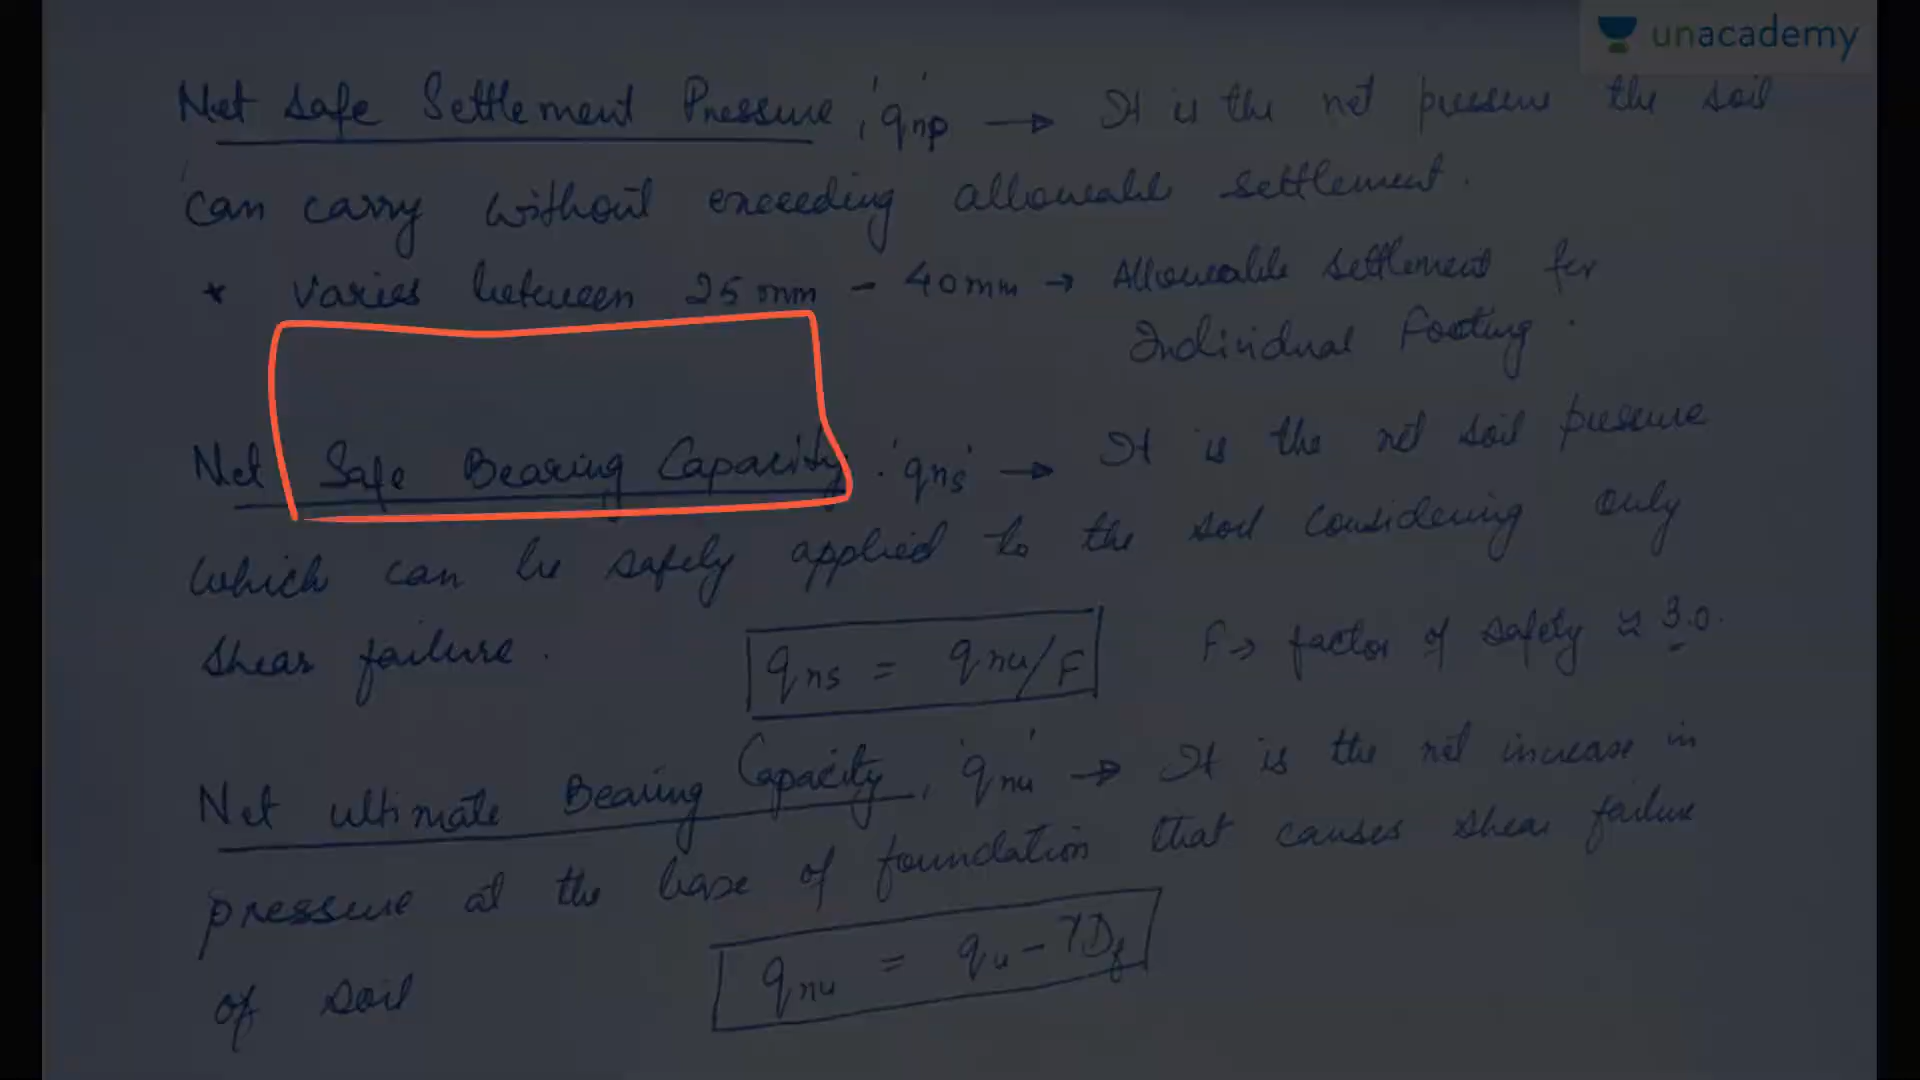 unacademy
Net Safe Settlement Pressure, 'qnp' → It is the net pressure the soil
can carry without exceeding allowable settlement.
* Varies between 25mm - 40mm → Allowable settlement for
Individual Footing.
Net Safe Bearing Capacity 'qns' → It is the net soil pressure
which can be safely applied to the soil considering only
shear failure.
qns = qnu/F F → factor of safety ≈ 3.0.
Net ultimate Bearing Capacity, 'qnu' → It is the net increase in
pressure at the base of foundation that causes shear failure
of soil
qnu = qu - γDf